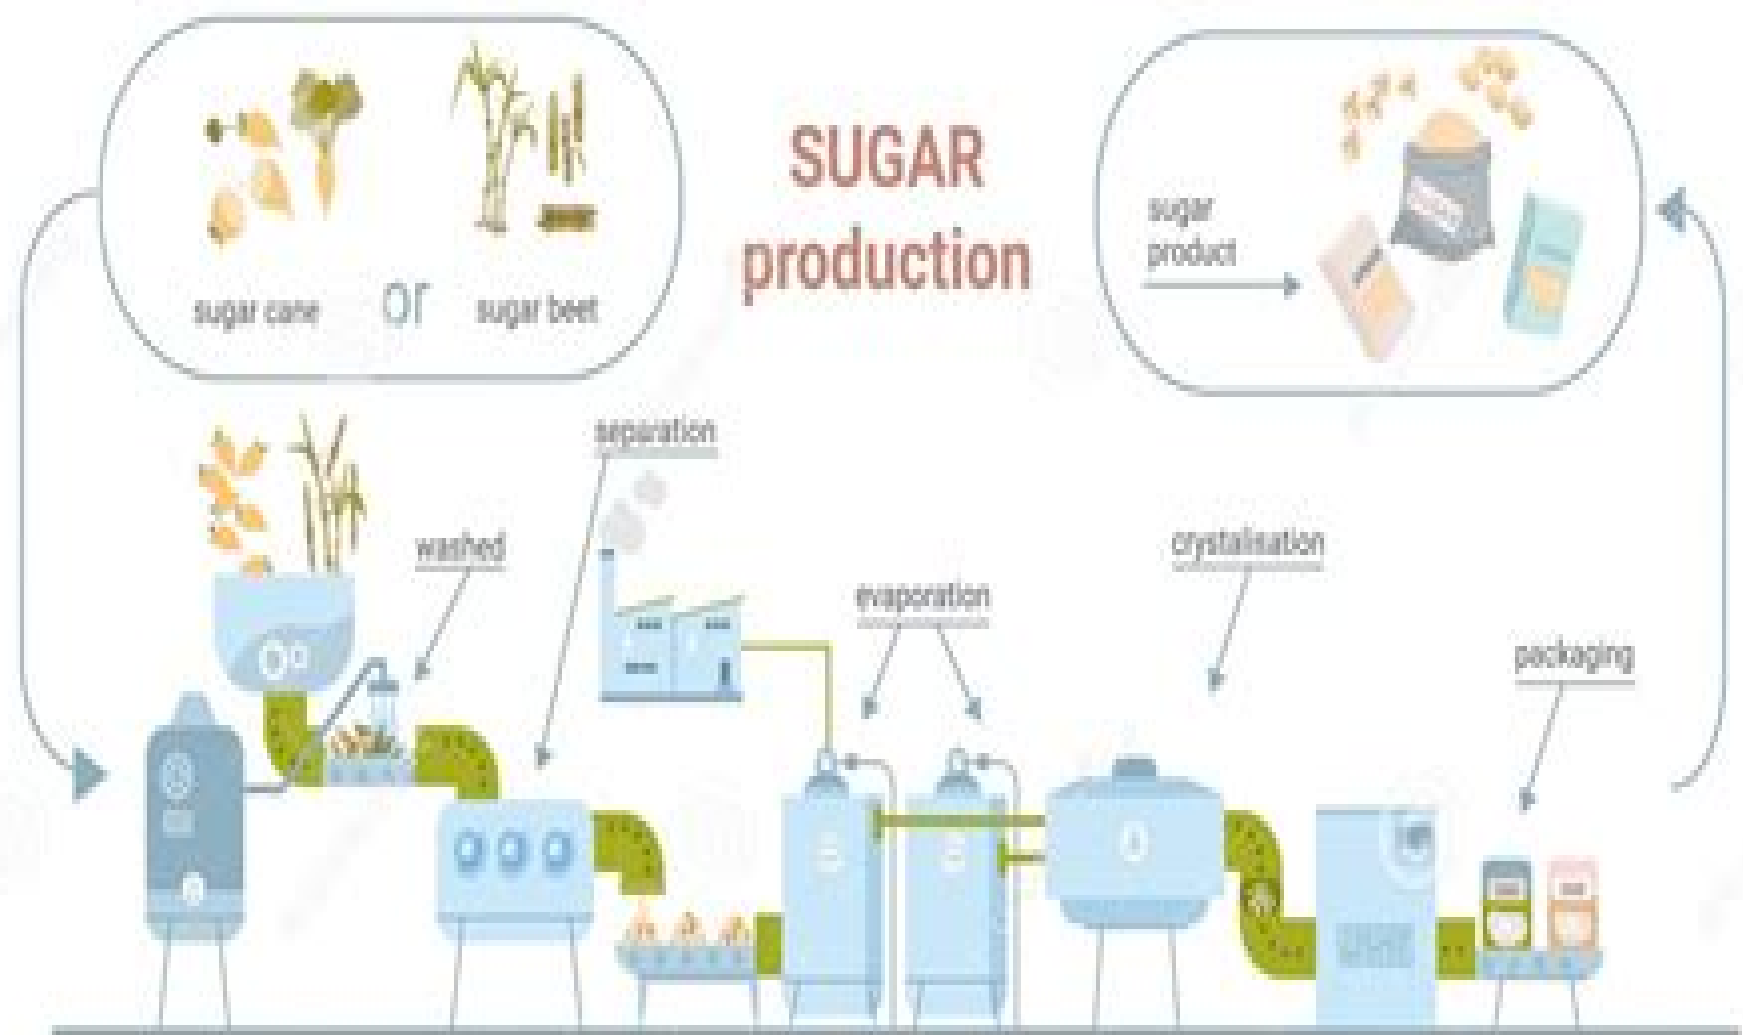 SUGAR
production
sugar cane or sugar beet
sugar
product
separation
washed
evaporation
crystalisation
packaging